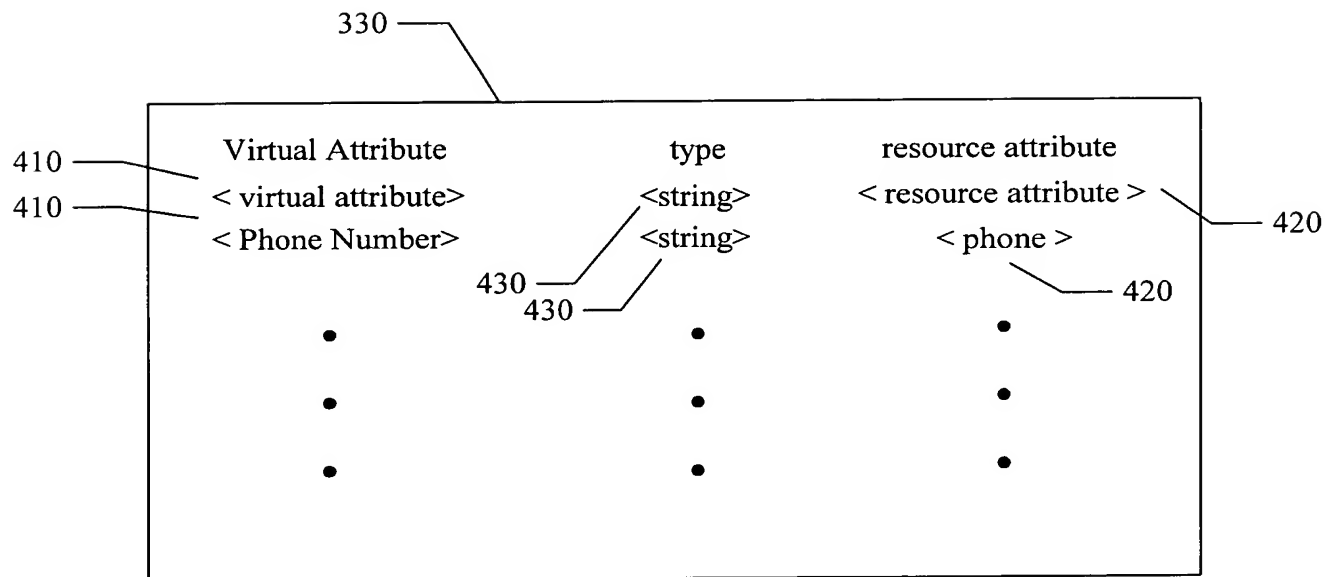 330
Virtual Attribute type resource attribute
410
< virtual attribute> <string> < resource attribute >
410
420
< Phone Number> <string> < phone >
430
420
430